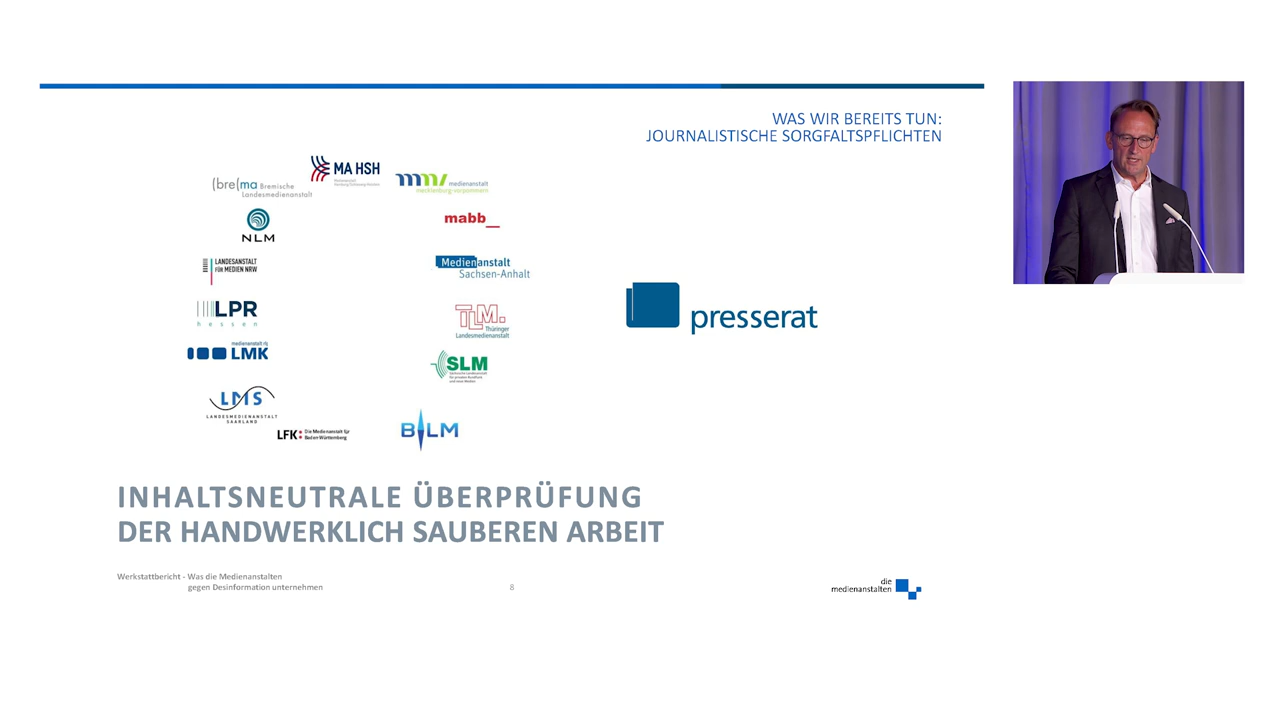 WAS WIR BEREITS TUN:
JOURNALISTISCHE SORGFALTSPFLICHTEN
MA HSH
(bre(ma Bremische
Landesmedienanstalt
medienanstalt
mecklenburg-vorpommern
NLM
mabb_
LANDESANSTALT
FÜR MEDIEN NRW
Medienanstalt
Sachsen-Anhalt
LPR
hessen
TLM.
Thüringer
Landesmedienanstalt
presserat
medienanstalt rlp
LMK
SLM
LMS
LANDESMEDIENANSTALT
SAARLAND
LFK: Die Medienanstalt für
Baden-Württemberg
BLM
INHALTSNEUTRALE ÜBERPRÜFUNG
DER HANDWERKLICH SAUBEREN ARBEIT
Werkstattbericht - Was die Medienanstalten
gegen Desinformation unternehmen
8
die
medienanstalten